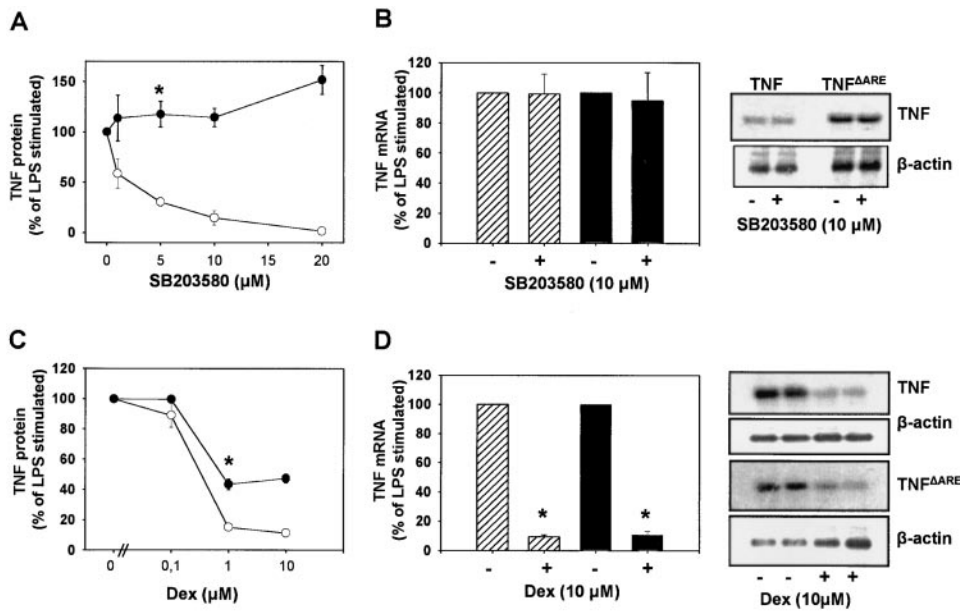 A
TNF protein
(% of LPS stimulated)
150
100
50
0
*
0 5 10 15 20
SB203580 (µM)
B
TNF mRNA
(% of LPS stimulated)
120
100
80
60
40
20
0
- + - +
SB203580 (10 µM)
TNF TNFΔARE
TNF
β-actin
- + - +
SB203580 (10 µM)
C
TNF protein
(% of LPS stimulated)
120
100
80
60
40
20
0
*
0 // 0,1 1 10
Dex (µM)
D
TNF mRNA
(% of LPS stimulated)
120
100
80
60
40
20
0
* *
- + - +
Dex (10 µM)
TNF
β-actin
TNFΔARE
β-actin
- - + +
Dex (10µM)